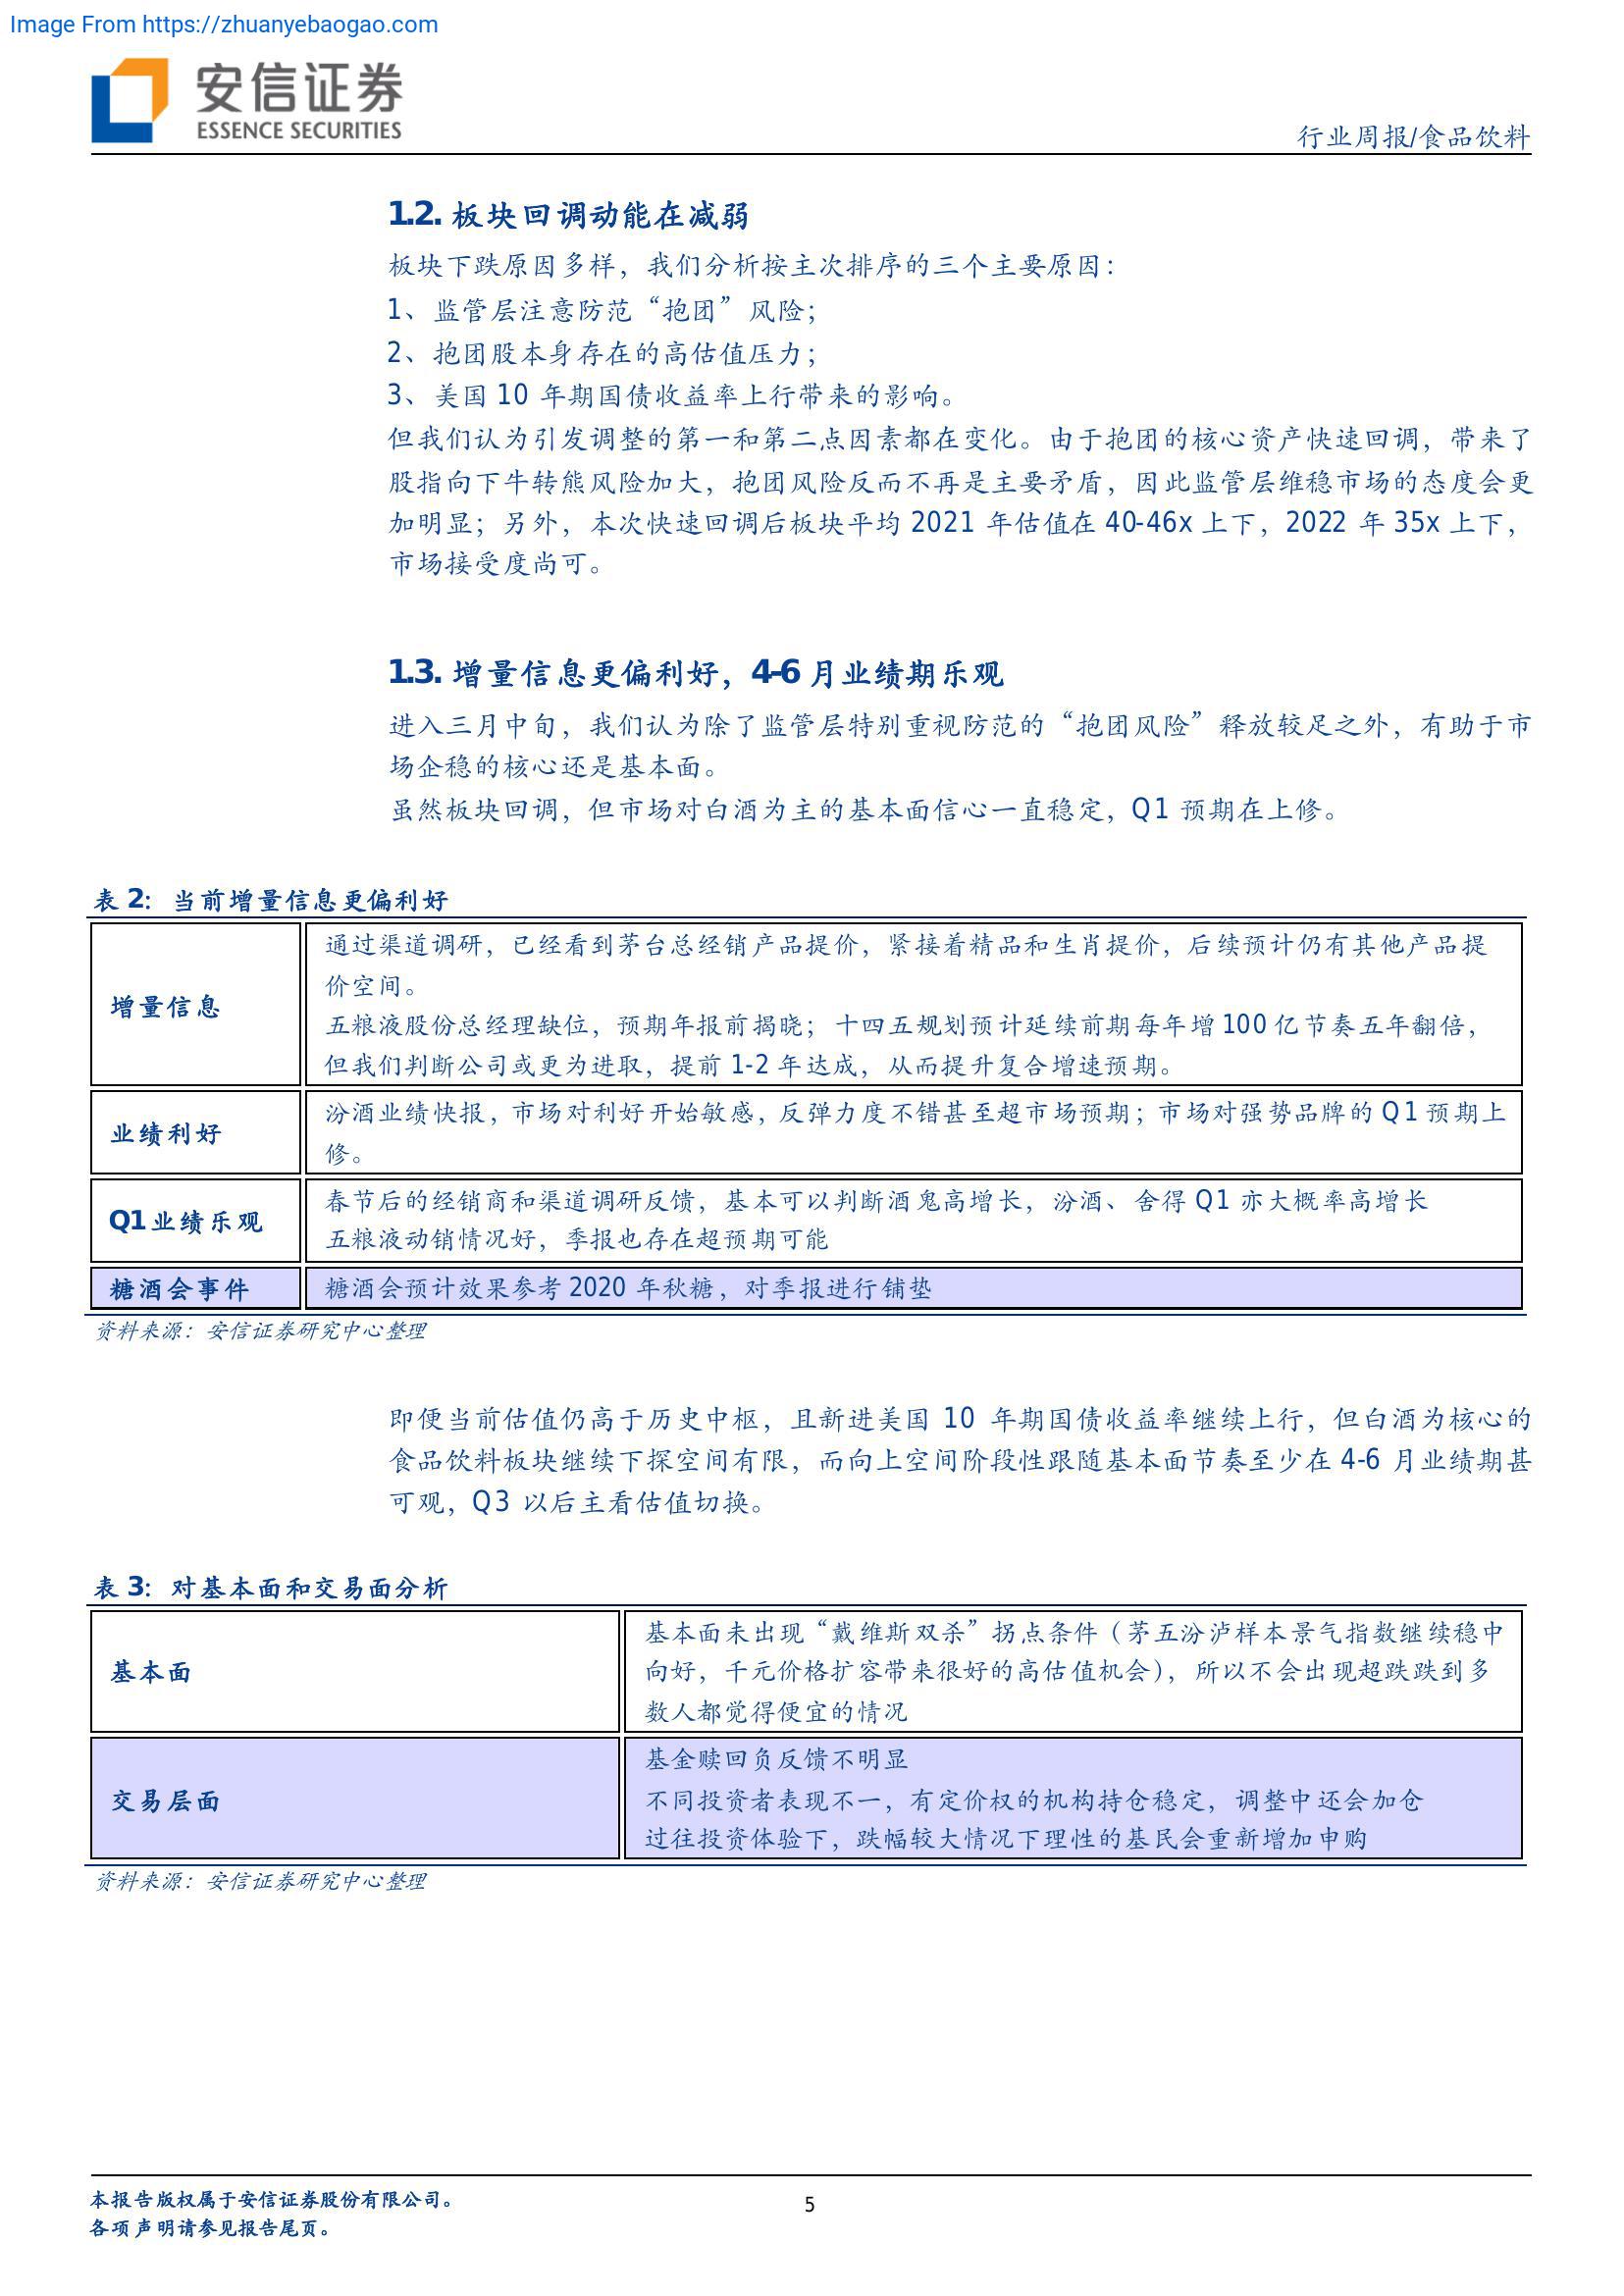 Image From https://zhuanyebaogao.com
安信证券
ESSENCE SECURITIES
行业周报/食品饮料
1.2. 板块回调动能在减弱
板块下跌原因多样，我们分析按主次排序的三个主要原因：
1、监管层注意防范“抱团”风险；
2、抱团股本身存在的高估值压力；
3、美国 10 年期国债收益率上行带来的影响。
但我们认为引发调整的第一和第二点因素都在变化。由于抱团的核心资产快速回调，带来了
股指向下牛转熊风险加大，抱团风险反而不再是主要矛盾，因此监管层维稳市场的态度会更
加明显；另外，本次快速回调后板块平均 2021 年估值在 40-46x 上下，2022 年 35x 上下，
市场接受度尚可。
1.3. 增量信息更偏利好，4-6 月业绩期乐观
进入三月中旬，我们认为除了监管层特别重视防范的“抱团风险”释放较足之外，有助于市
场企稳的核心还是基本面。
虽然板块回调，但市场对白酒为主的基本面信心一直稳定，Q1 预期在上修。
表 2：当前增量信息更偏利好
增量信息
通过渠道调研，已经看到茅台总经销产品提价，紧接着精品和生肖提价，后续预计仍有其他产品提
价空间。
五粮液股份总经理缺位，预期年报前揭晓；十四五规划预计延续前期每年增 100 亿节奏五年翻倍，
但我们判断公司或更为进取，提前 1-2 年达成，从而提升复合增速预期。
业绩利好
汾酒业绩快报，市场对利好开始敏感，反弹力度不错甚至超市场预期；市场对强势品牌的 Q1 预期上
修。
Q1 业绩乐观
春节后的经销商和渠道调研反馈，基本可以判断酒鬼高增长，汾酒、舍得 Q1 亦大概率高增长
五粮液动销情况好，季报也存在超预期可能
糖酒会事件
糖酒会预计效果参考 2020 年秋糖，对季报进行铺垫
资料来源：安信证券研究中心整理
即便当前估值仍高于历史中枢，且新进美国 10 年期国债收益率继续上行，但白酒为核心的
食品饮料板块继续下探空间有限，而向上空间阶段性跟随基本面节奏至少在 4-6 月业绩期甚
可观，Q3 以后主看估值切换。
表 3：对基本面和交易面分析
基本面
基本面未出现“戴维斯双杀”拐点条件（茅五汾泸样本景气指数继续稳中
向好，千元价格扩容带来很好的高估值机会），所以不会出现超跌跌到多
数人都觉得便宜的情况
交易层面
基金赎回负反馈不明显
不同投资者表现不一，有定价权的机构持仓稳定，调整中还会加仓
过往投资体验下，跌幅较大情况下理性的基民会重新增加申购
资料来源：安信证券研究中心整理
本报告版权属于安信证券股份有限公司。
各项声明请参见报告尾页。
5